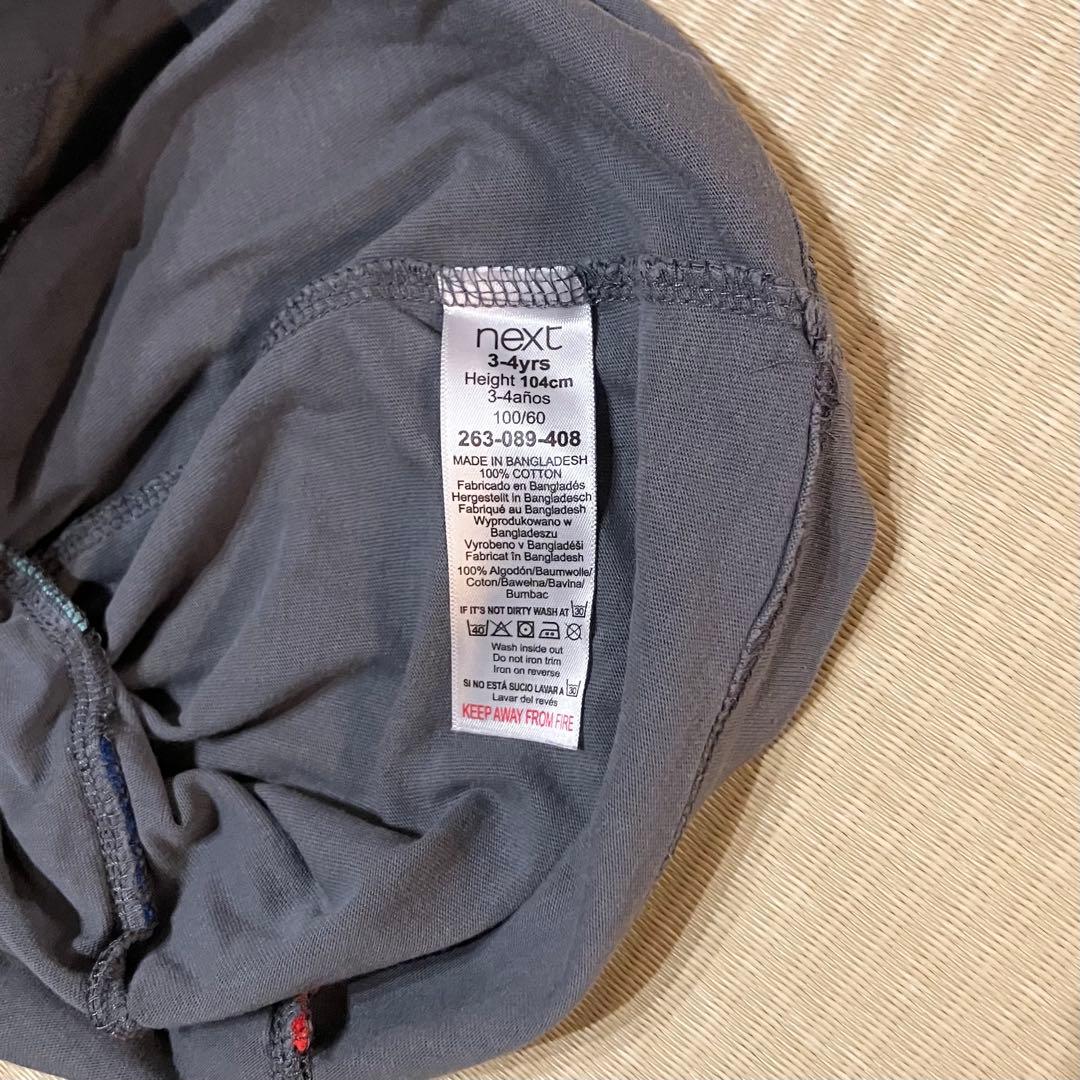 next
3-4yrs
Height 104cm
3-4años
100/60
263-089-408
MADE IN BANGLADESH
100% COTTON
Fabricado en Bangladés
Hergestellt in Bangladesch
Fabriqué au Bangladesh
Wyprodukowano w
Bangladeszu
Vyrobeno v Bangladéši
Fabricat în Bangladesh
100% Algodón/Baumwolle/
Coton/Bawełna/Bavlna/
Bumbac
IF IT'S NOT DIRTY WASH AT 30
40
Wash inside out
Do not iron trim
Iron on reverse
SI NO ESTÁ SUCIO LAVAR A 30
Lavar del revés
KEEP AWAY FROM FIRE